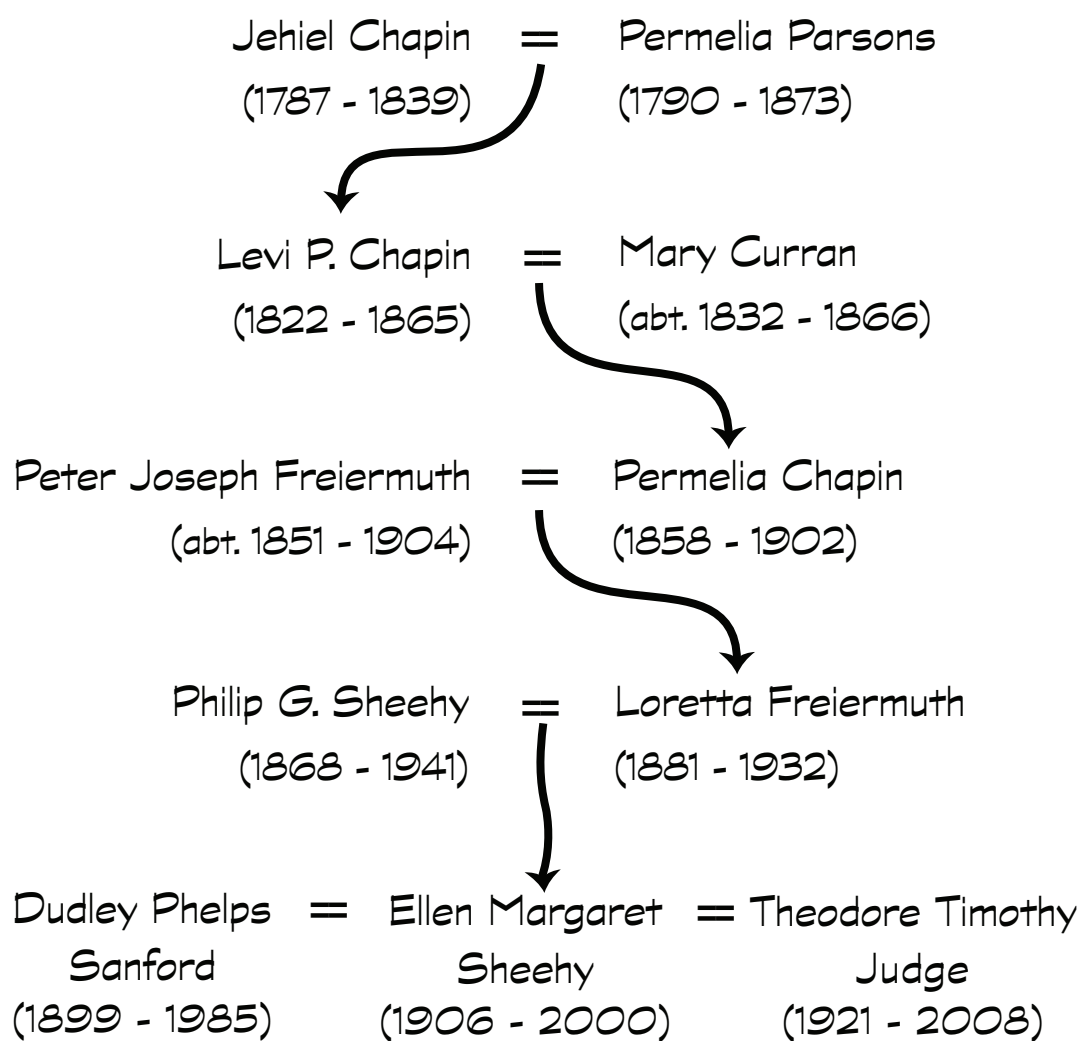 Jehiel Chapin = Permelia Parsons
(1787 - 1839) (1790 - 1873)
Levi P. Chapin = Mary Curran
(1822 - 1865) (abt. 1832 - 1866)
Peter Joseph Freiermuth = Permelia Chapin
(abt. 1851 - 1904) (1858 - 1902)
Philip G. Sheehy = Loretta Freiermuth
(1868 - 1941) (1881 - 1932)
Dudley Phelps = Ellen Margaret = Theodore Timothy
Sanford Sheehy Judge
(1899 - 1985) (1906 - 2000) (1921 - 2008)